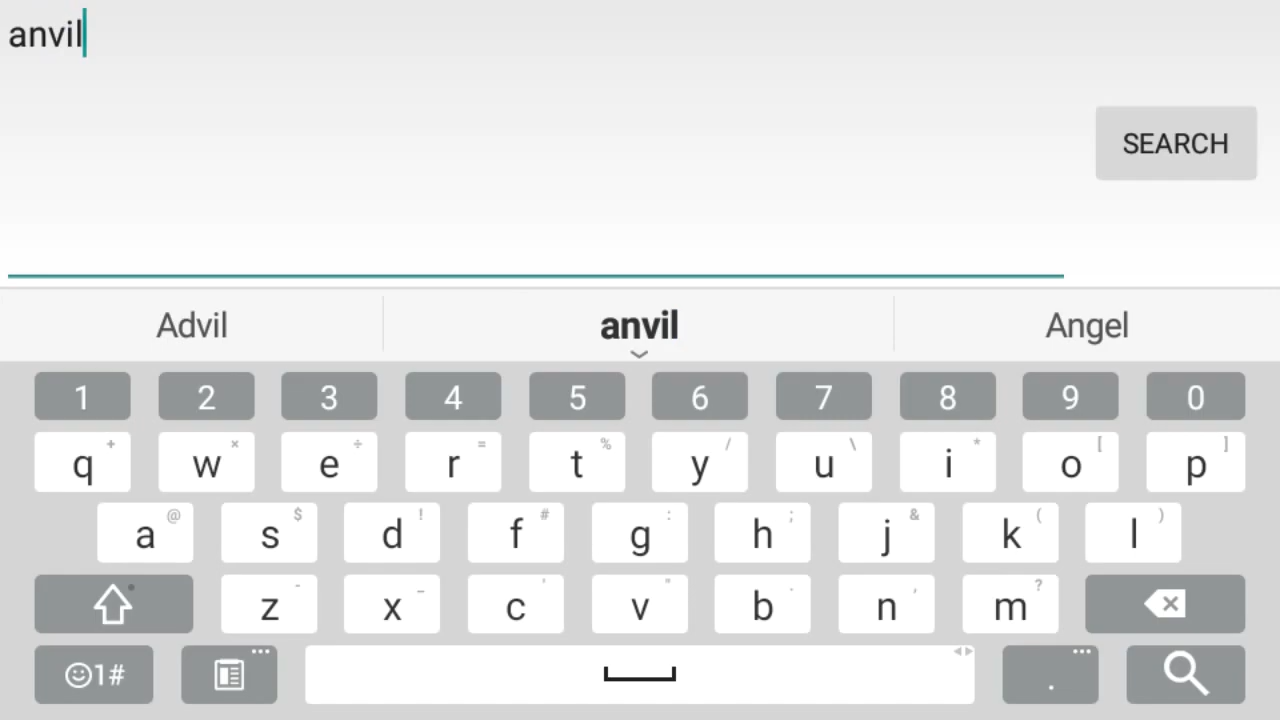 anvil
SEARCH
Advil anvil Angel
1 2 3 4 5 6 7 8 9 0
q + w × e ÷ r = t % y / u \ i * o [ p ]
a @ s $ d ! f # g : h ; j & k ( l )
z - x _ c ' v " b . n , m ?
1# .